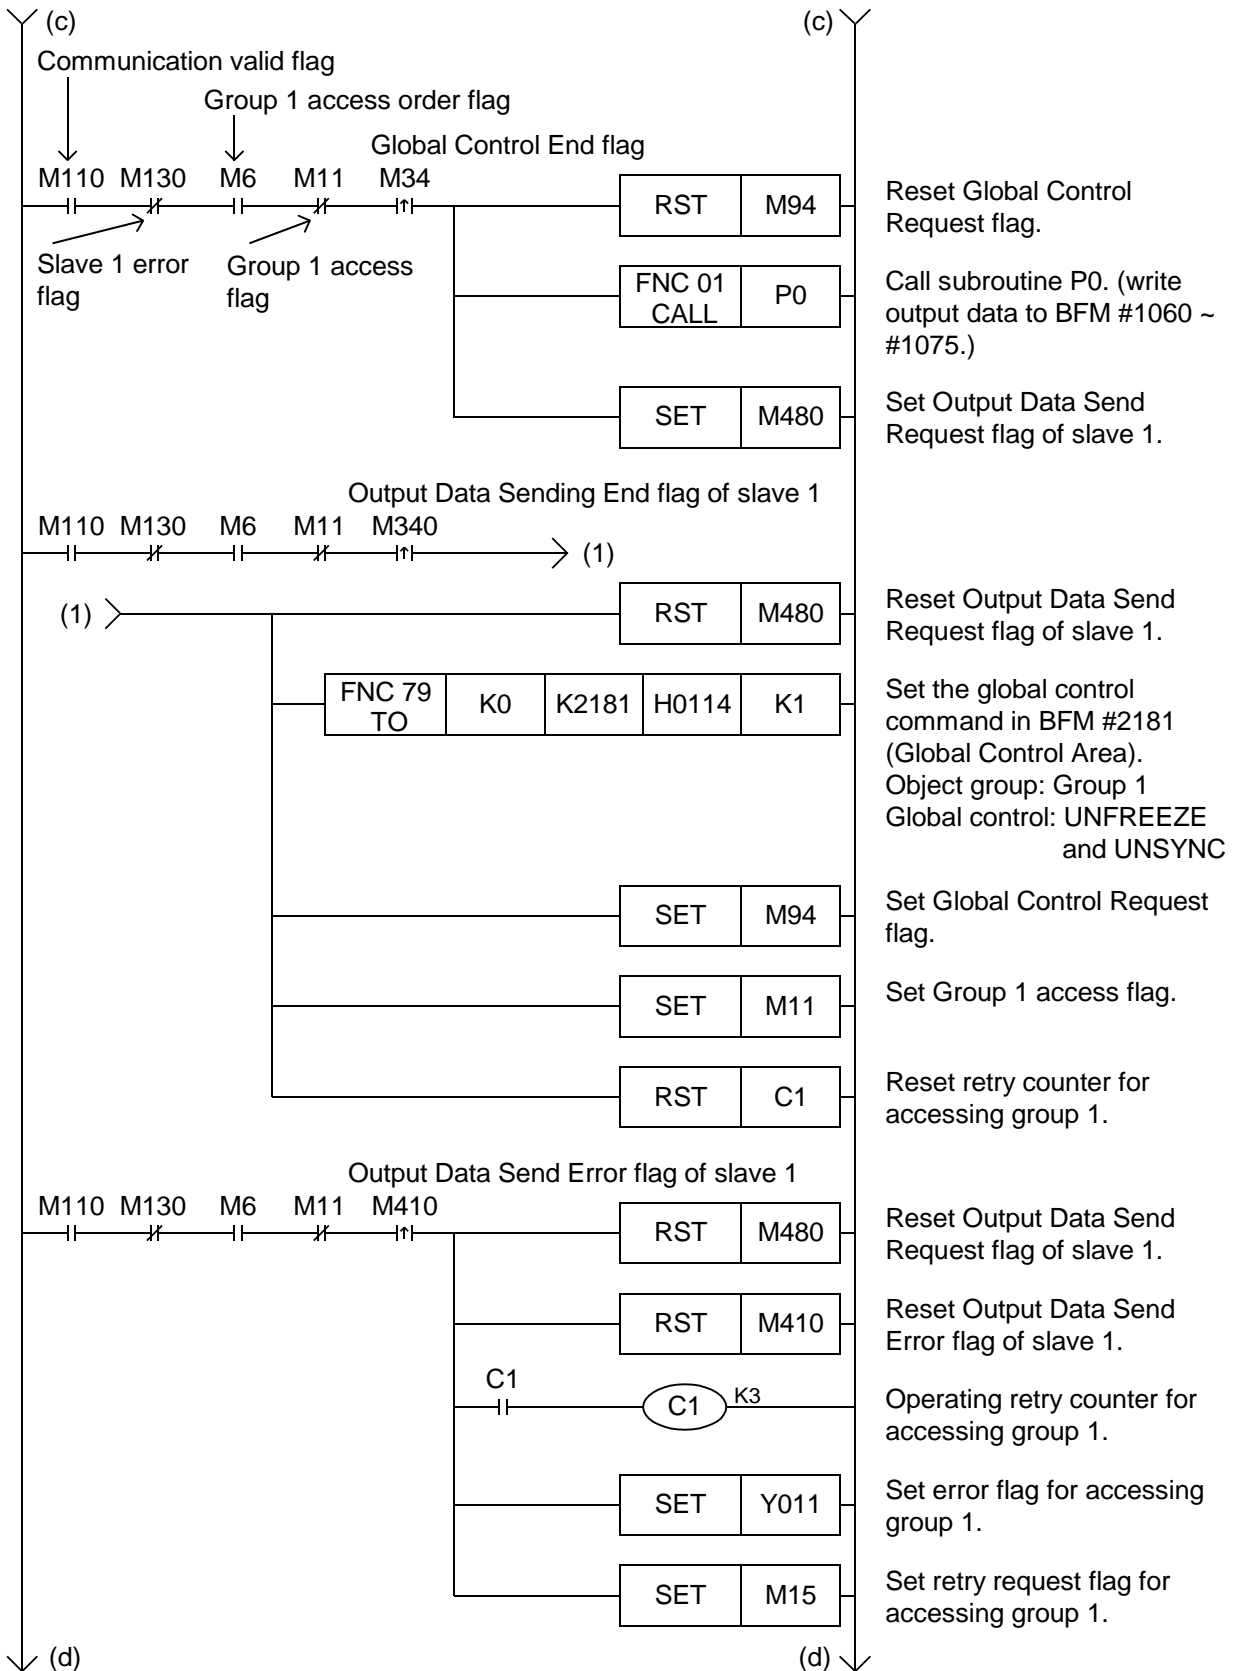 (c)
(c)
Communication valid flag
Group 1 access order flag
Global Control End flag
M110 M130 M6 M11 M34
RST M94
Reset Global Control
Request flag.
Slave 1 error
flag
Group 1 access
flag
FNC 01
CALL
P0
Call subroutine P0. (write
output data to BFM #1060 ~
#1075.)
SET M480
Set Output Data Send
Request flag of slave 1.
Output Data Sending End flag of slave 1
M110 M130 M6 M11 M340
(1)
(1)
RST M480
Reset Output Data Send
Request flag of slave 1.
FNC 79
TO
K0 K2181 H0114 K1
Set the global control
command in BFM #2181
(Global Control Area).
Object group: Group 1
Global control: UNFREEZE
and UNSYNC
SET M94
Set Global Control Request
flag.
SET M11
Set Group 1 access flag.
RST C1
Reset retry counter for
accessing group 1.
Output Data Send Error flag of slave 1
M110 M130 M6 M11 M410
RST M480
Reset Output Data Send
Request flag of slave 1.
RST M410
Reset Output Data Send
Error flag of slave 1.
C1
C1 K3
Operating retry counter for
accessing group 1.
SET Y011
Set error flag for accessing
group 1.
SET M15
Set retry request flag for
accessing group 1.
(d)
(d)